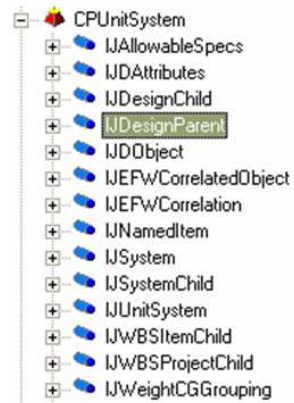 CPUnitSystem
IJAllowableSpecs
IJDAttributes
IJDesignChild
IJDesignParent
IJDObject
IJEFWCorrelatedObject
IJEFWCorrelation
IJNamedItem
IJSystem
IJSystemChild
IJUnitSystem
IJWBSItemChild
IJWBSProjectChild
IJWeightCGGrouping